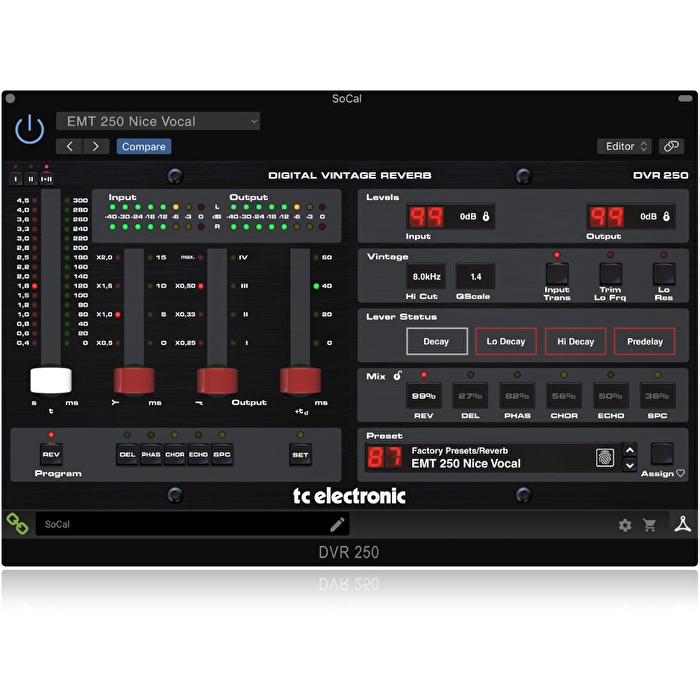 SoCal
EMT 250 Nice Vocal
Compare
Editor
I II I+II
DIGITAL VINTAGE REVERB
DVR 250
Input Output
L
-40 -30 -24 -18 -12 -6 -3 0 dB -40 -30 -24 -18 -12 -6 -3 0
R
4,5 300
4,0 280
3,6 260
3,3 240
3,0 220
2,8 200
2,5 180
2,1 160
2,0 140
1,8 120
1,6 100
1,2 80
1,0 60
0,8 40
0,6 20
0,4 0
X2,0 15 max. IV 60
X1,5 10 X0,50 III 40
X1,0 5 X0,33 II 20
X0,5 0 X0,25 I 0
s ms ms Output ms
t +td
REV
Program
DEL PHAS CHOR ECHO SPC
SET
Levels
99 0dB 99 0dB
Input Output
Vintage
8.0kHz 1.4
Hi Cut QScale
Input Trans
Trim Lo Frq
Lo Res
Lever Status
Decay Lo Decay Hi Decay Predelay
Mix
99% 27% 82% 56% 50% 36%
REV DEL PHAS CHOR ECHO SPC
Preset
87
Factory Presets/Reverb
EMT 250 Nice Vocal
Assign
tc electronic
SoCal
DVR 250